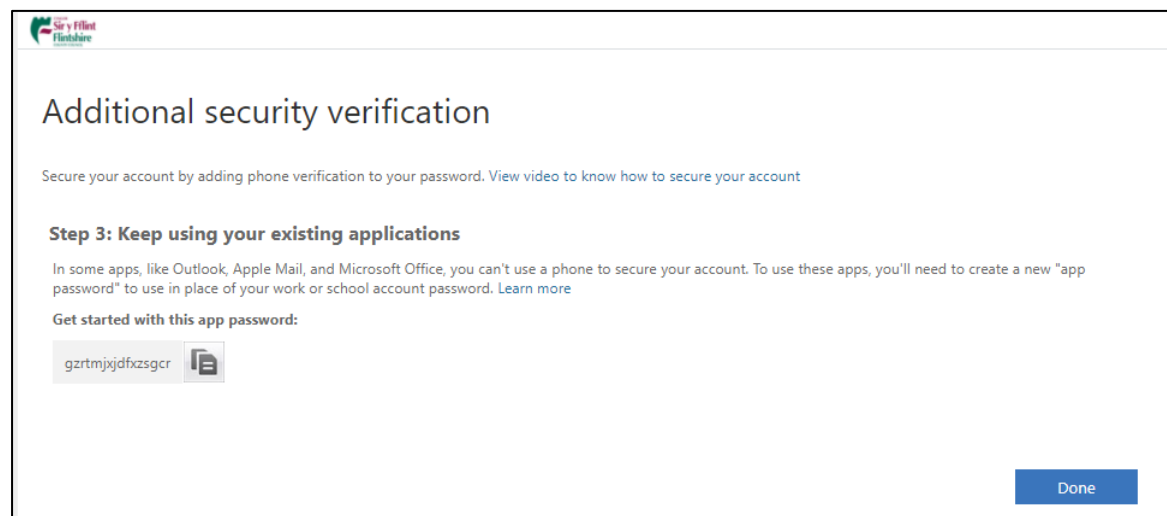 Sir y Fflint
Flintshire
Additional security verification
Secure your account by adding phone verification to your password. View video to know how to secure your account
Step 3: Keep using your existing applications
In some apps, like Outlook, Apple Mail, and Microsoft Office, you can't use a phone to secure your account. To use these apps, you'll need to create a new "app
password" to use in place of your work or school account password. Learn more
Get started with this app password:
gzrtmjxjdfxzsgcr
Done